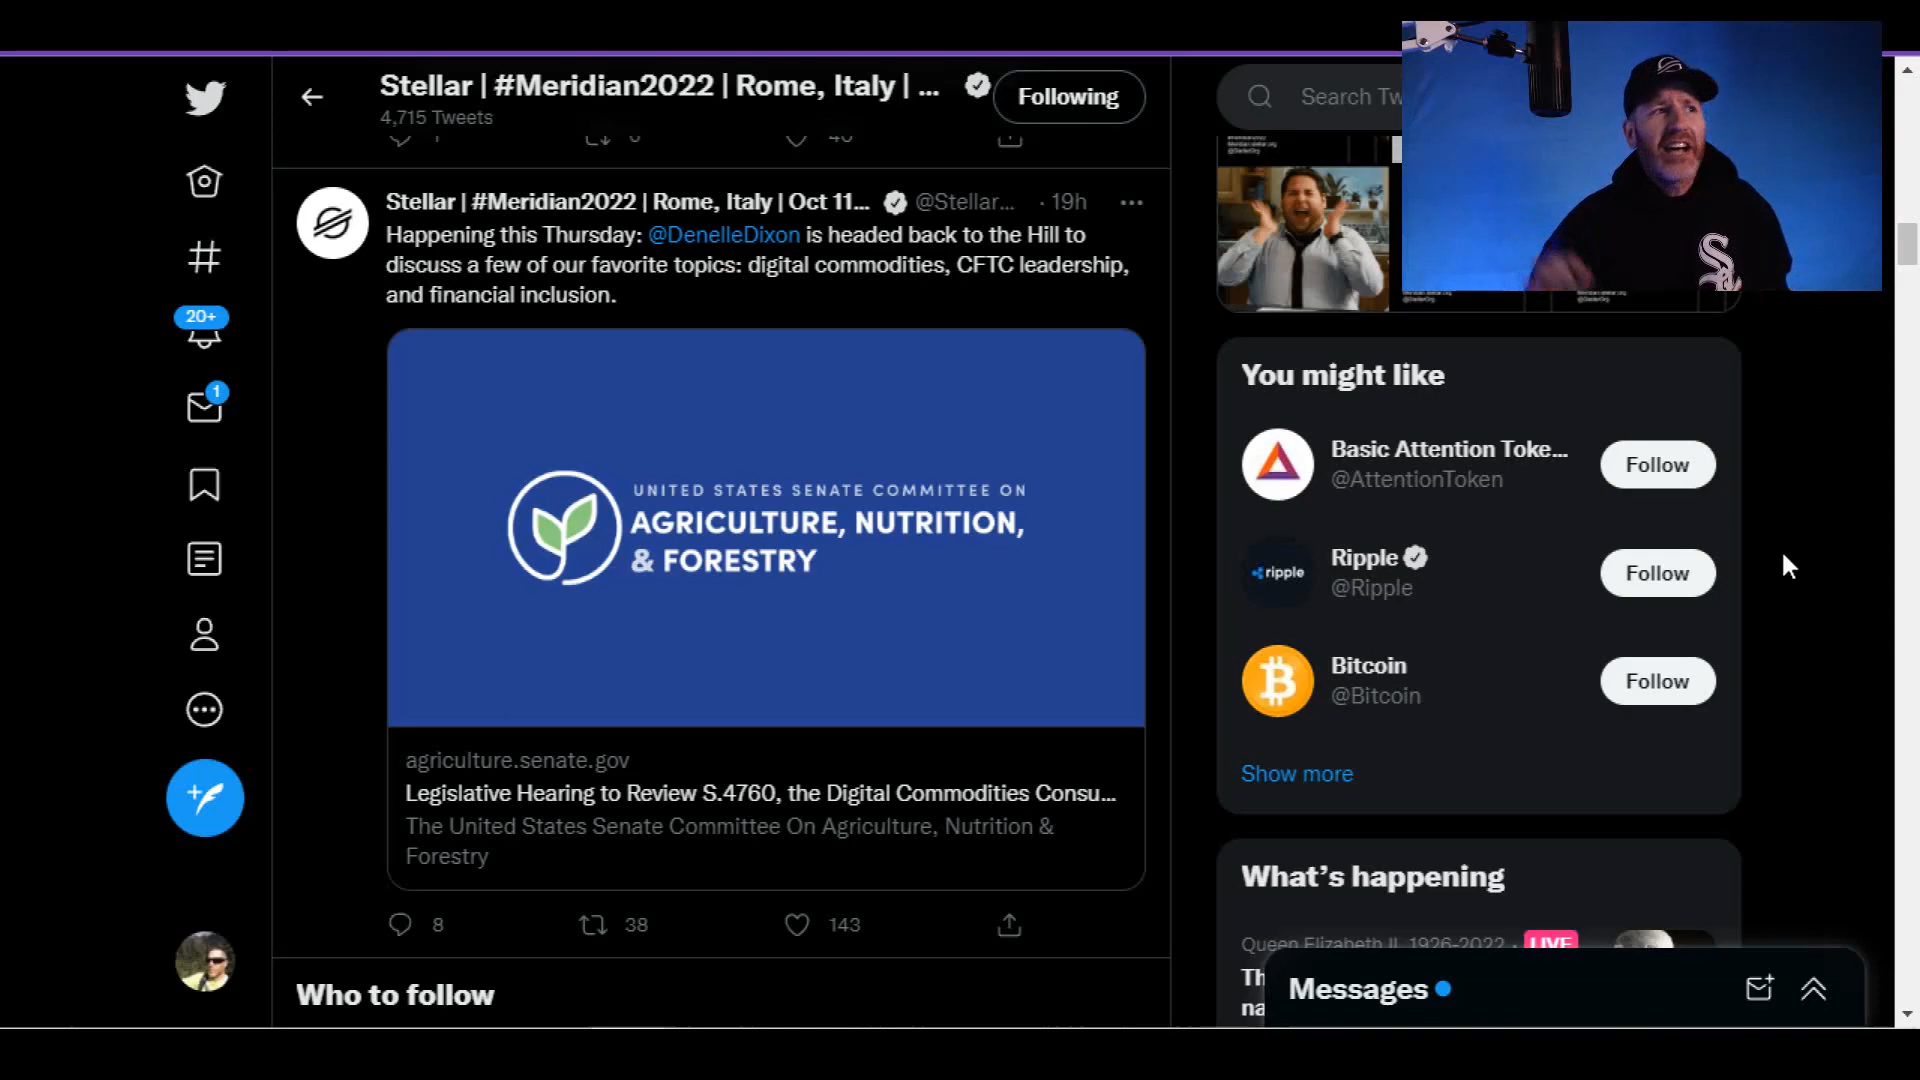 Stellar | #Meridian2022 | Rome, Italy | ...
4,715 Tweets
Following
Search Tw
Stellar | #Meridian2022 | Rome, Italy | Oct 11... @Stellar... · 19h
Happening this Thursday: @DenelleDixon is headed back to the Hill to
discuss a few of our favorite topics: digital commodities, CFTC leadership,
and financial inclusion.
UNITED STATES SENATE COMMITTEE ON
AGRICULTURE, NUTRITION,
& FORESTRY
agriculture.senate.gov
Legislative Hearing to Review S.4760, the Digital Commodities Consu...
The United States Senate Committee On Agriculture, Nutrition &
Forestry
8 38 143
Who to follow
20+
1
You might like
Basic Attention Toke...
@AttentionToken
Follow
ripple
Ripple
@Ripple
Follow
Bitcoin
@Bitcoin
Follow
Show more
What's happening
Queen Elizabeth II, 1926-2022 · LIVE
Th
na
Messages